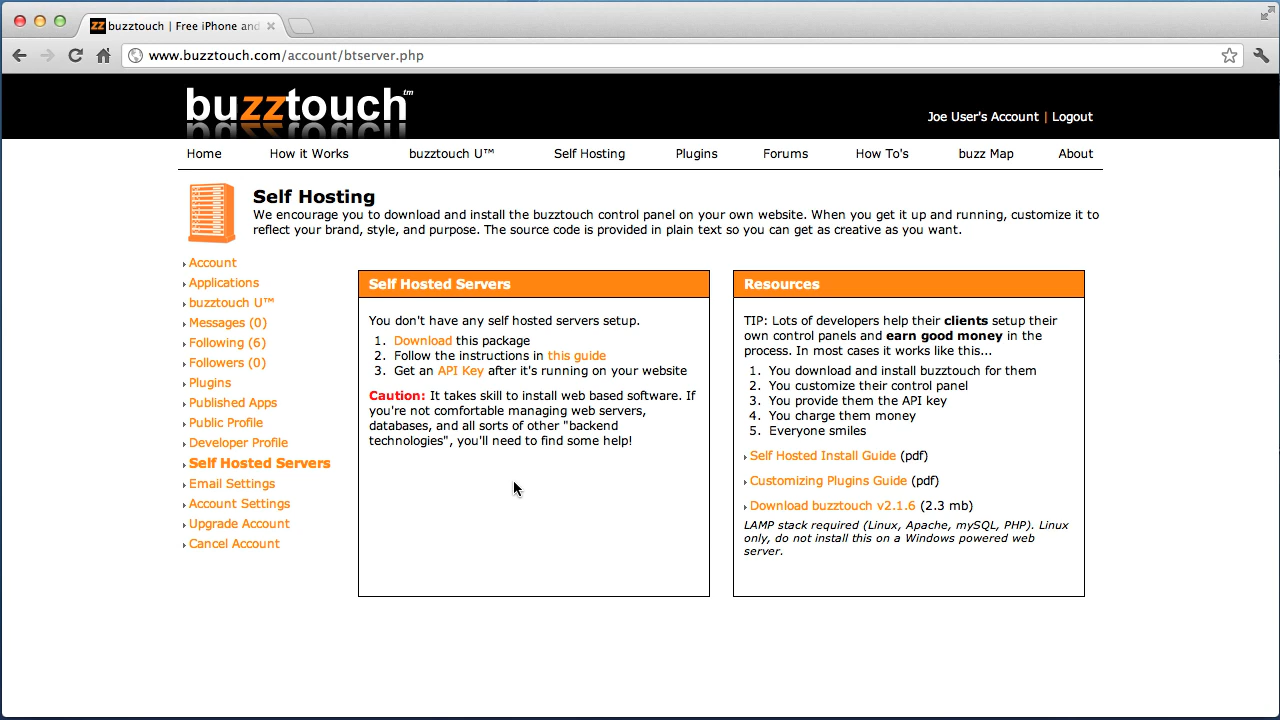 buzztouch | Free iPhone and
www.buzztouch.com/account/btserver.php
buzztouch™
Joe User's Account | Logout
Home How it Works buzztouch U™ Self Hosting Plugins Forums How To's buzz Map About
Self Hosting
We encourage you to download and install the buzztouch control panel on your own website. When you get it up and running, customize it to
reflect your brand, style, and purpose. The source code is provided in plain text so you can get as creative as you want.
Account
Applications
buzztouch U™
Messages (0)
Following (6)
Followers (0)
Plugins
Published Apps
Public Profile
Developer Profile
Self Hosted Servers
Email Settings
Account Settings
Upgrade Account
Cancel Account
Self Hosted Servers
You don't have any self hosted servers setup.
1. Download this package
2. Follow the instructions in this guide
3. Get an API Key after it's running on your website
Caution: It takes skill to install web based software. If
you're not comfortable managing web servers,
databases, and all sorts of other "backend
technologies", you'll need to find some help!
Resources
TIP: Lots of developers help their clients setup their
own control panels and earn good money in the
process. In most cases it works like this...
1. You download and install buzztouch for them
2. You customize their control panel
3. You provide them the API key
4. You charge them money
5. Everyone smiles
Self Hosted Install Guide (pdf)
Customizing Plugins Guide (pdf)
Download buzztouch v2.1.6 (2.3 mb)
LAMP stack required (Linux, Apache, mySQL, PHP). Linux
only, do not install this on a Windows powered web
server.